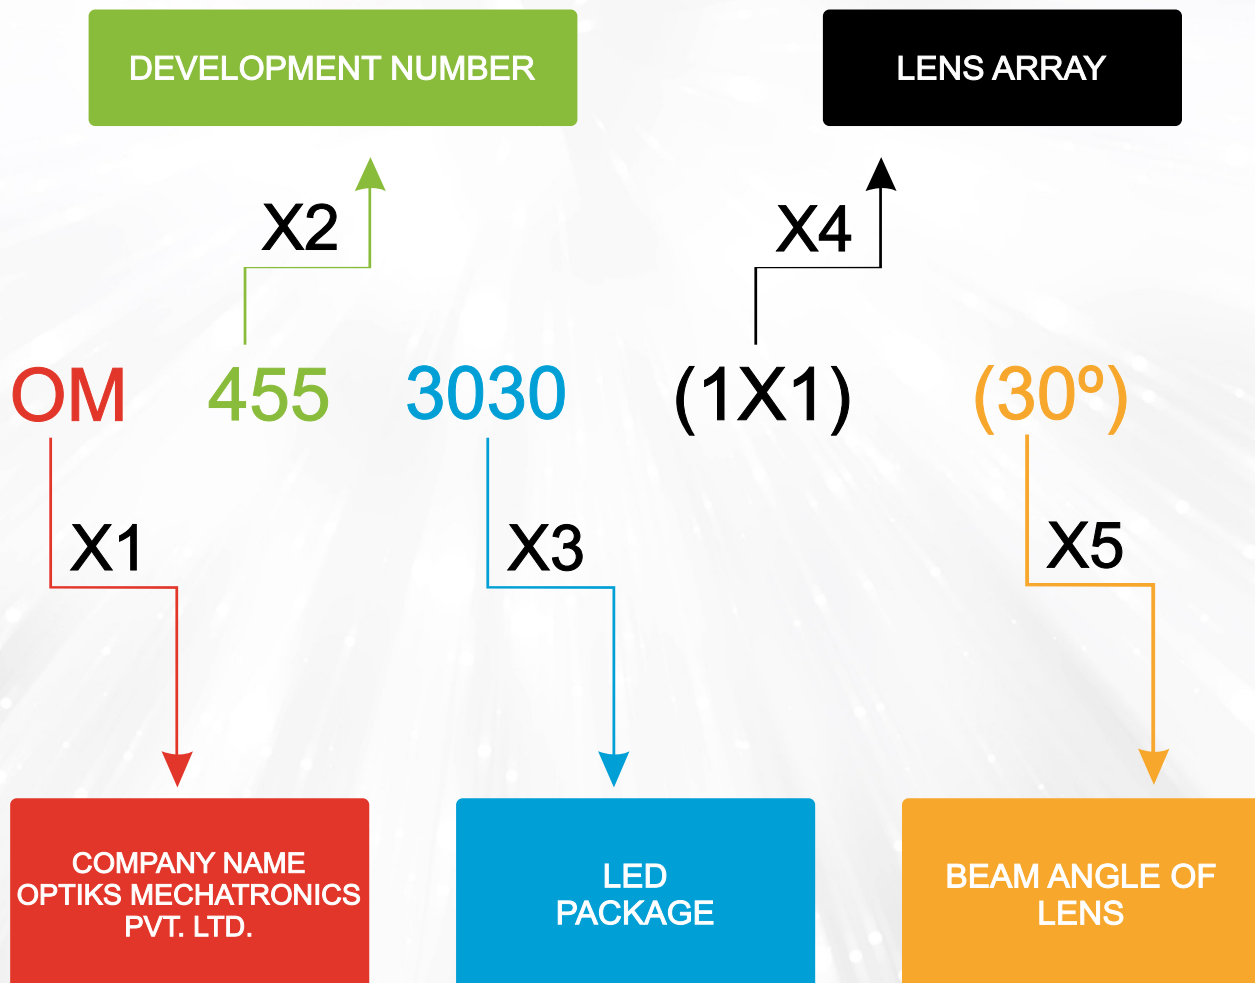 DEVELOPMENT NUMBER
LENS ARRAY
X2
X4
OM 455 3030 (1X1) (30º)
X1
X3
X5
COMPANY NAME
OPTIKS MECHATRONICS
PVT. LTD.
LED
PACKAGE
BEAM ANGLE OF
LENS